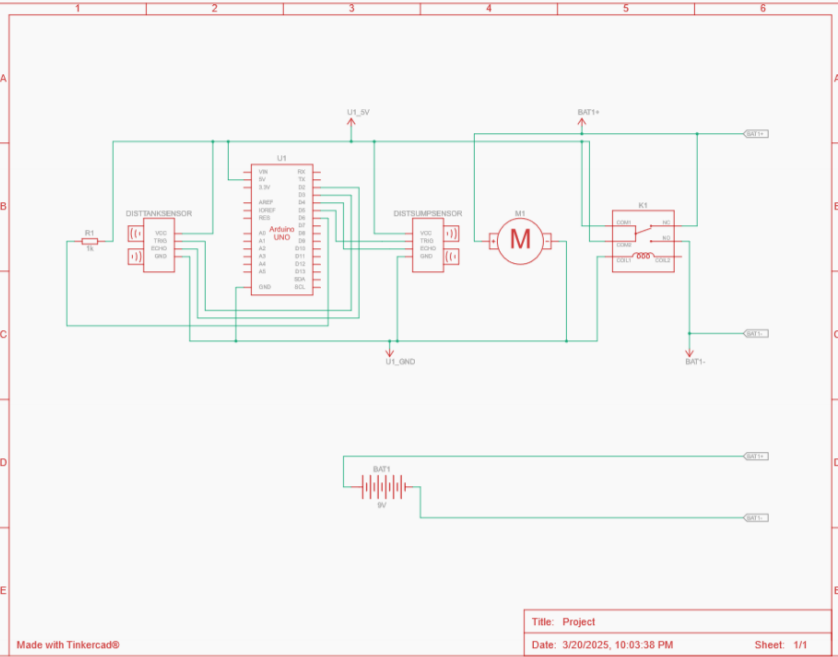 1 2 3 4 5 6
A A
U1_5V BAT1+
BAT1+
B B
U1
VIN RX
5V TX
3.3V D2
D3
AREF D4
IOREF D5
RES D6
D7
A0 D8
A1 D9
A2 D10
A3 D11
A4 D12
A5 D13
SDA
GND SCL
Arduino
UNO
DISTTANKSENSOR
VCC
TRIG
ECHO
GND
R1
1k
DISTSUMPSENSOR
VCC
TRIG
ECHO
GND
M1
M
+ -
K1
COM1 NC
NO
COM2
COIL1 COIL2
C C
BAT1-
U1_GND BAT1-
D D
BAT1+
BAT1
9V
BAT1-
E E
Title: Project
Made with Tinkercad®
Date: 3/20/2025, 10:03:38 PM Sheet: 1/1